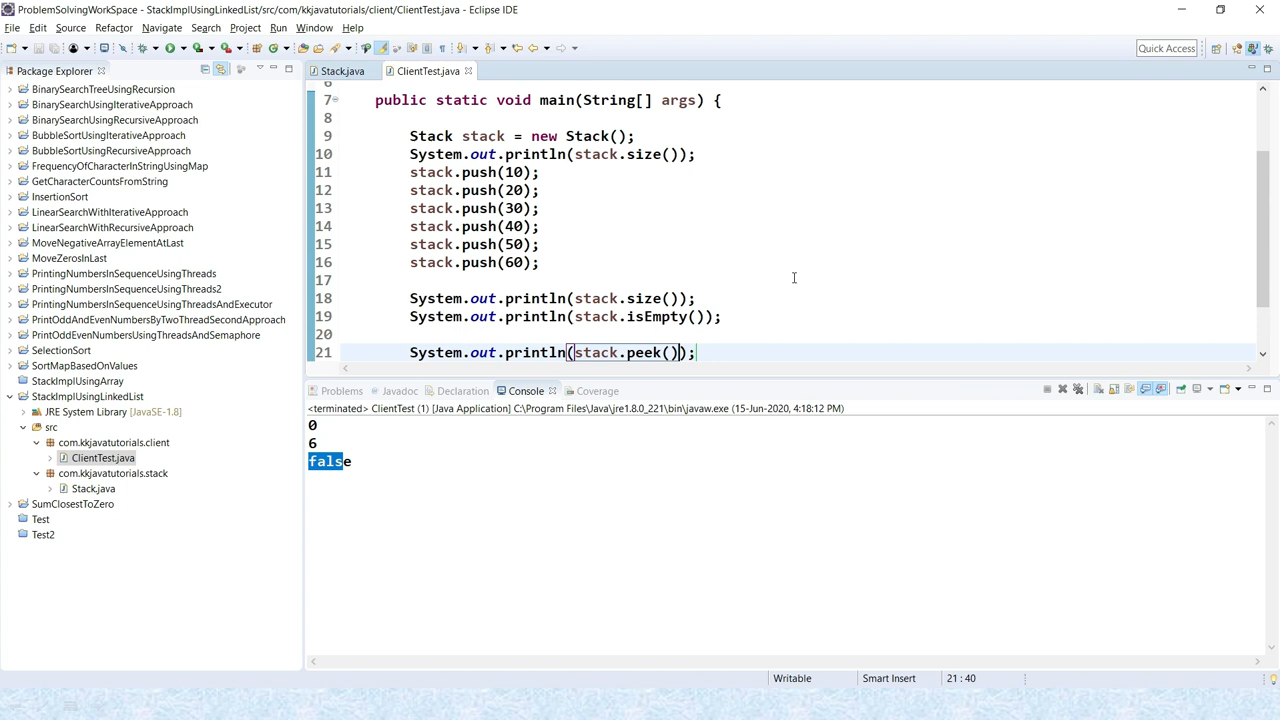 ProblemSolvingWorkSpace - StackImplUsingLinkedList/src/com/kkjavatutorials/client/ClientTest.java - Eclipse IDE
File Edit Source Refactor Navigate Search Project Run Window Help
Quick Access
Package Explorer
BinarySearchTreeUsingRecursion
BinarySearchUsingIterativeApproach
BinarySearchUsingRecursiveApproach
BubbleSortUsingIterativeApproach
BubbleSortUsingRecursiveApproach
FrequencyOfCharacterInStringUsingMap
GetCharacterCountsFromString
InsertionSort
LinearSearchWithIterativeApproach
LinearSearchWithRecursiveApproach
MoveNegativeArrayElementAtLast
MoveZerosInLast
PrintingNumbersInSequenceUsingThreads
PrintingNumbersInSequenceUsingThreads2
PrintingNumbersInSequenceUsingThreadsAndExecutor
PrintOddAndEvenNumbersByTwoThreadSecondApproach
PrintOddEvenNumbersUsingThreadsAndSemaphore
SelectionSort
SortMapBasedOnValues
StackImplUsingArray
StackImplUsingLinkedList
JRE System Library [JavaSE-1.8]
src
com.kkjavatutorials.client
ClientTest.java
com.kkjavatutorials.stack
Stack.java
SumClosestToZero
Test
Test2
Stack.java ClientTest.java
6
7 public static void main(String[] args) {
8
9 Stack stack = new Stack();
10 System.out.println(stack.size());
11 stack.push(10);
12 stack.push(20);
13 stack.push(30);
14 stack.push(40);
15 stack.push(50);
16 stack.push(60);
17
18 System.out.println(stack.size());
19 System.out.println(stack.isEmpty());
20
21 System.out.println(stack.peek());
Problems Javadoc Declaration Console Coverage
<terminated> ClientTest (1) [Java Application] C:\Program Files\Java\jre1.8.0_221\bin\javaw.exe (15-Jun-2020, 4:18:12 PM)
0
6
false
Writable Smart Insert 21 : 40